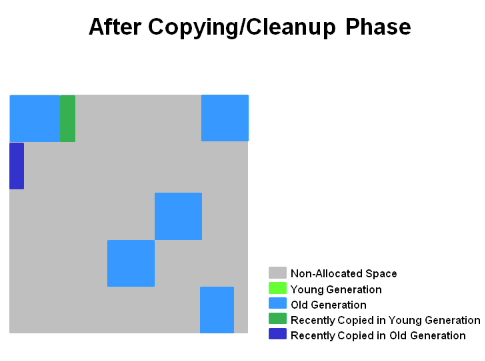 After Copying/Cleanup Phase
Non-Allocated Space
Young Generation
Old Generation
Recently Copied in Young Generation
Recently Copied in Old Generation